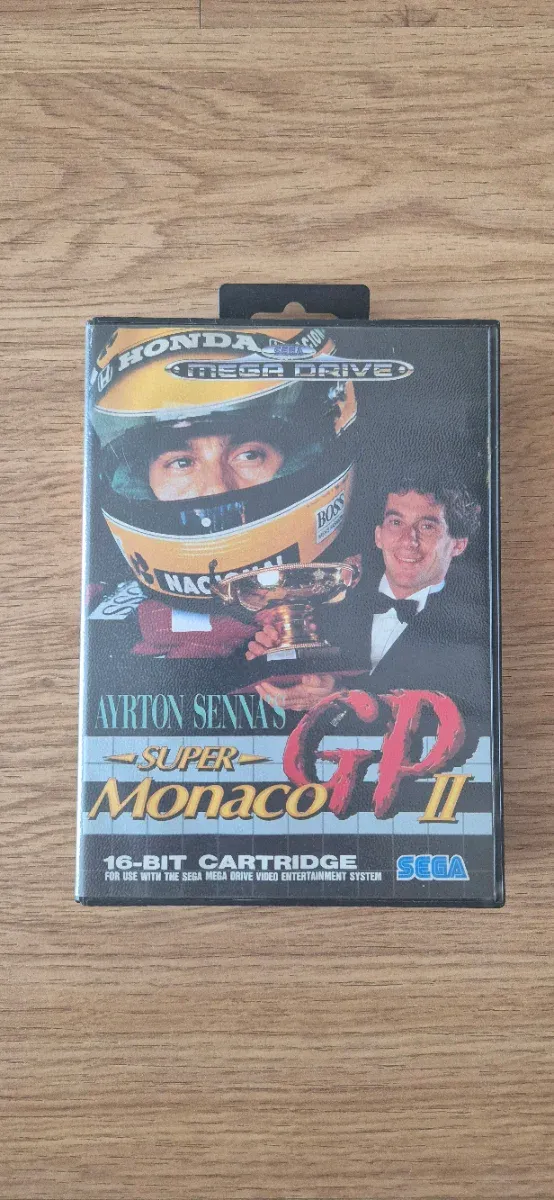 HONDA
NACIONAL
SEGA
MEGA DRIVE
BOSS
NACIONAL
AYRTON SENNA'S
SUPER
Monaco GP II
16-BIT CARTRIDGE
FOR USE WITH THE SEGA MEGA DRIVE VIDEO ENTERTAINMENT SYSTEM
SEGA